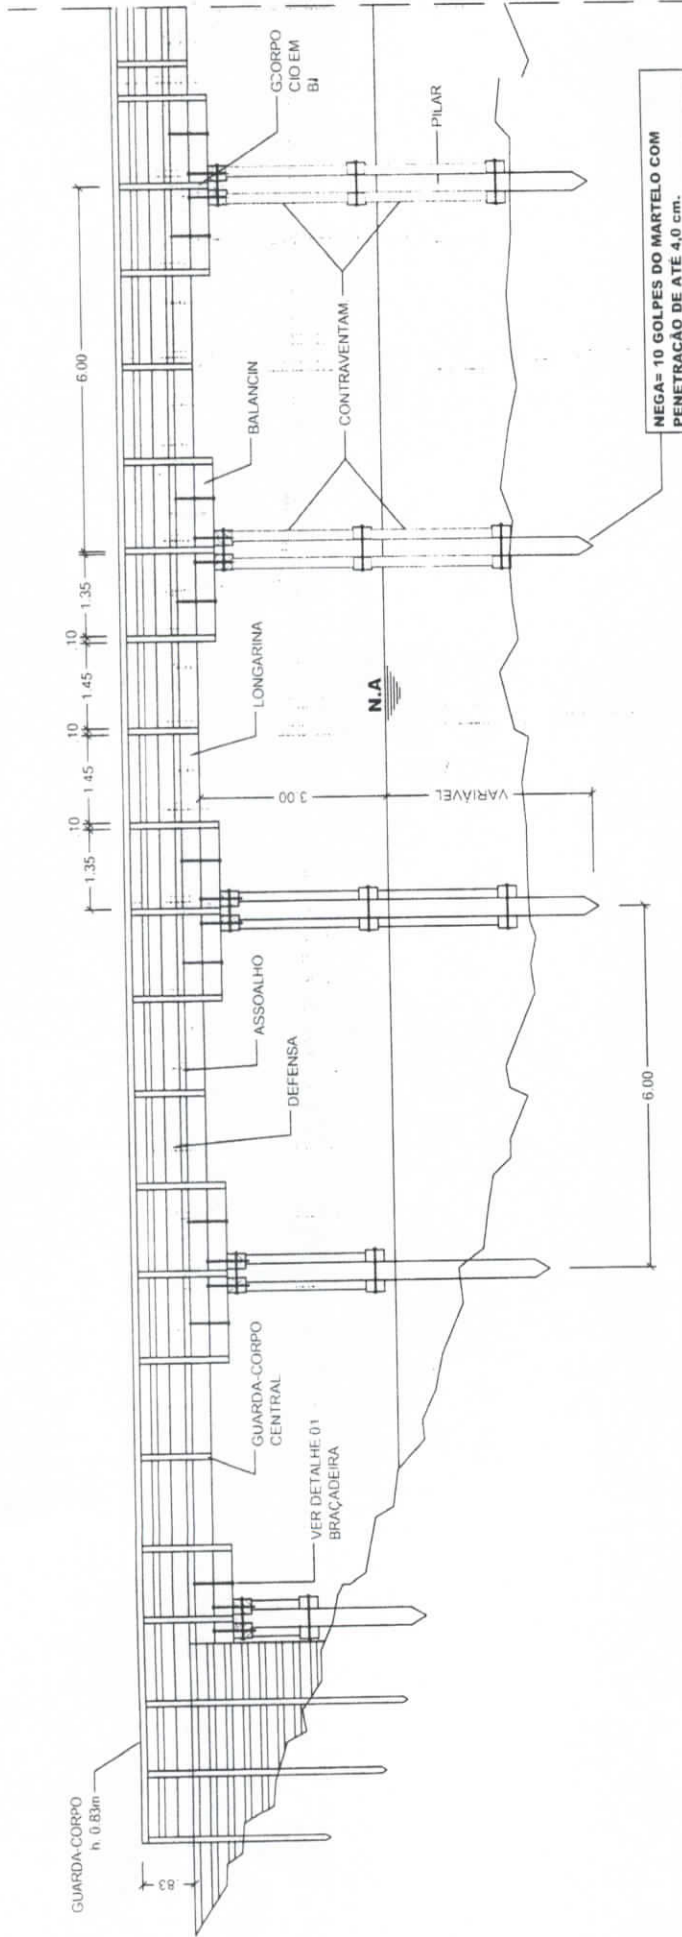 GUARDA-CORPO
h. 0.83m
.83
1.35
10
1.45
10
1.45
10
1.35
6.00
GUARDA-CORPO
CENTRAL
VER DETALHE 01
BRAÇADEIRA
DEFENSA
ASSOALHO
LONGARINA
BALANCIN
CONTRAVENTAM.
PILAR
3.00
VARIÁVEL
N.A
6.00
NEGA= 10 GOLPES DO MARTELO COM
PENETRAÇÃO DE ATÉ 4,0 cm.